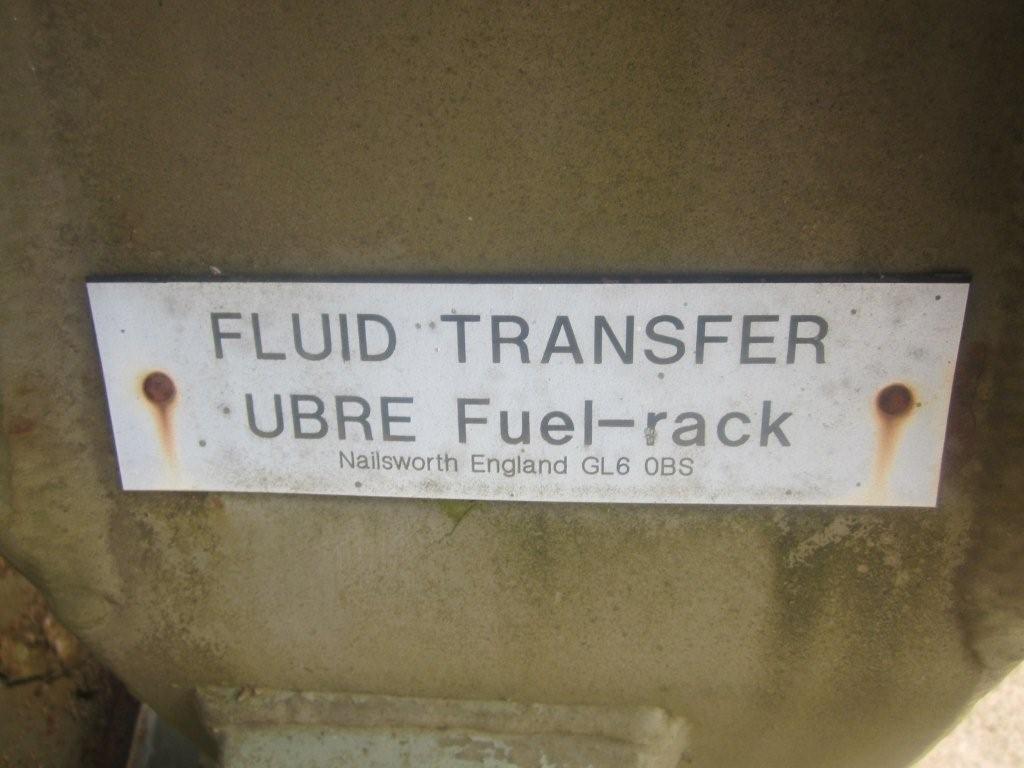 FLUID TRANSFER
UBRE Fuel-rack
Nailsworth England GL6 0BS